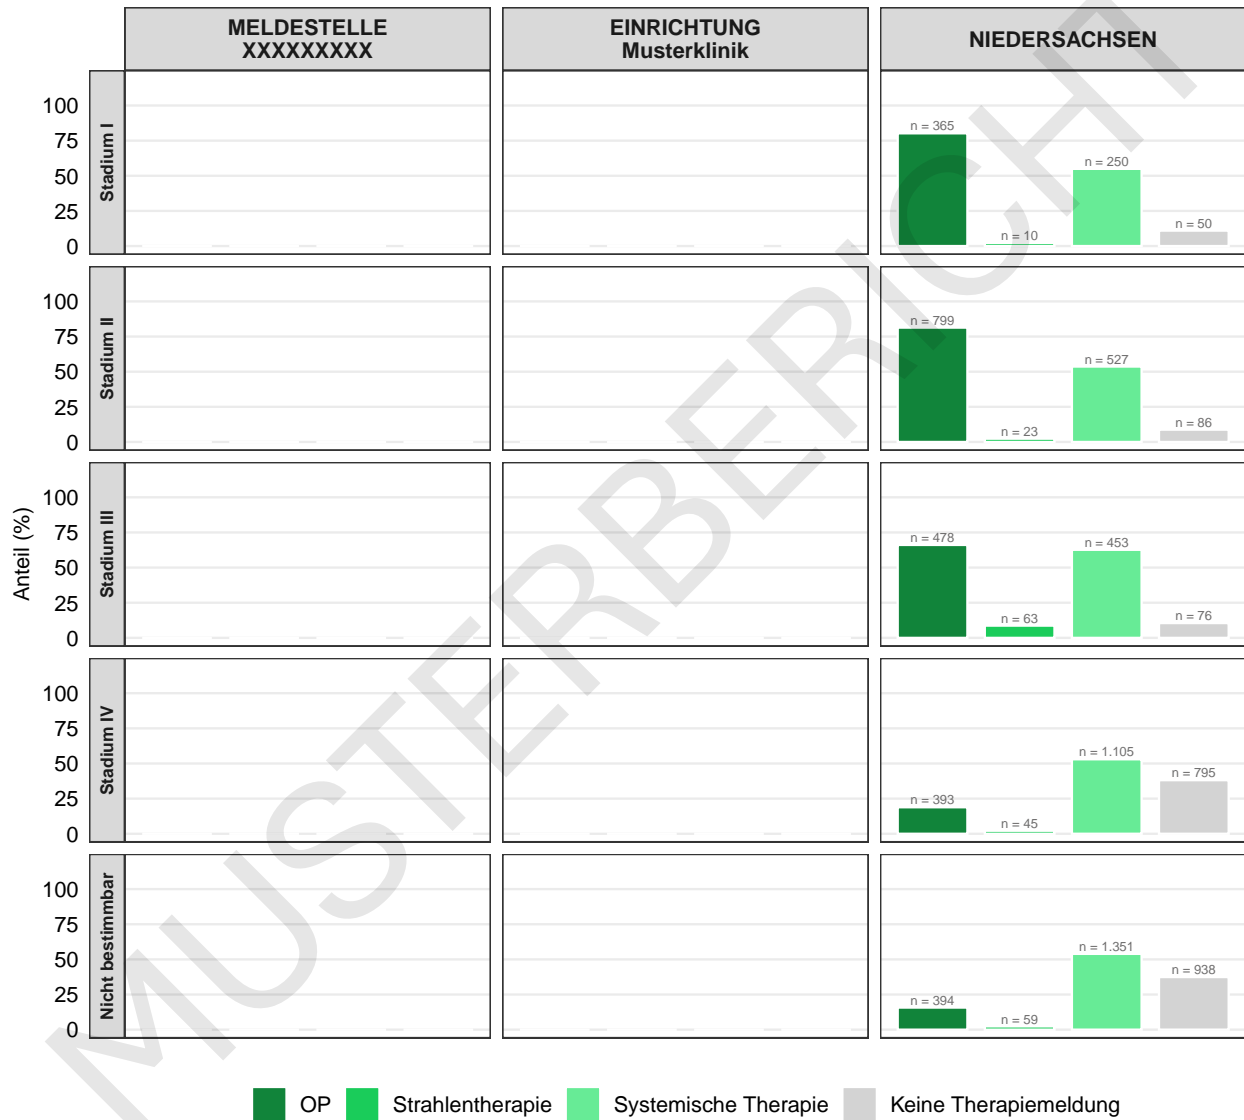 MELDESTELLE
XXXXXXXXX
EINRICHTUNG
Musterklinik
NIEDERSACHSEN
Anteil (%)
Stadium I
100
75
50
25
0
n = 365
n = 10
n = 250
n = 50
Stadium II
100
75
50
25
0
n = 799
n = 23
n = 527
n = 86
Stadium III
100
75
50
25
0
n = 478
n = 63
n = 453
n = 76
Stadium IV
100
75
50
25
0
n = 393
n = 45
n = 1.105
n = 795
Nicht bestimmbar
100
75
50
25
0
n = 394
n = 59
n = 1.351
n = 938
OP Strahlentherapie Systemische Therapie Keine Therapiemeldung
MUSTERBERICHT